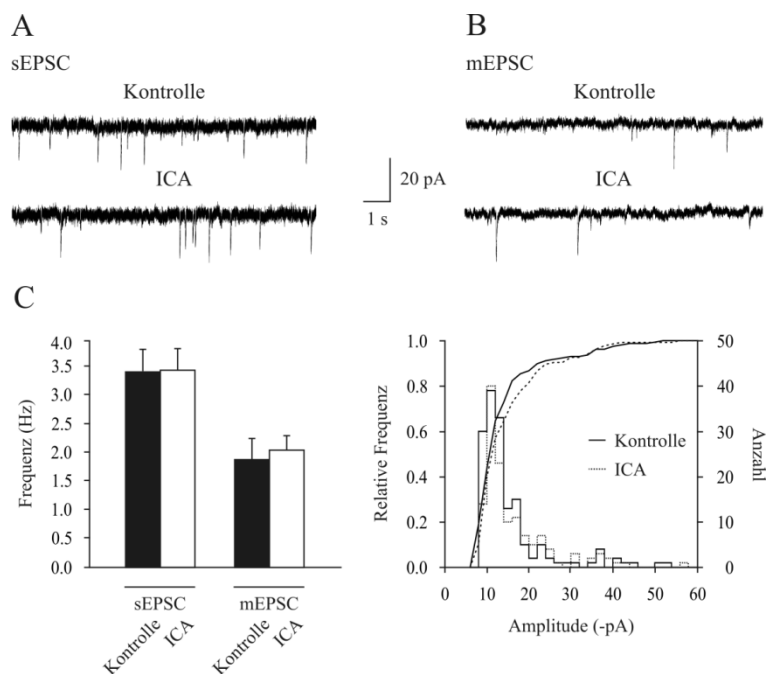 A
sEPSC
Kontrolle
ICA
20 pA
1 s
B
mEPSC
Kontrolle
ICA
C
4.0
3.5
2.5
2.0
1.5
1.0
0.5
0.0
Frequenz (Hz)
sEPSC
mEPSC
Kontrolle
ICA
Kontrolle
ICA
1.0
0.8
0.6
0.4
0.2
0.0
Relative Frequenz
50
40
30
20
10
0
Anzahl
Kontrolle
ICA
0 10 20 30 40 50 60
Amplitude (-pA)